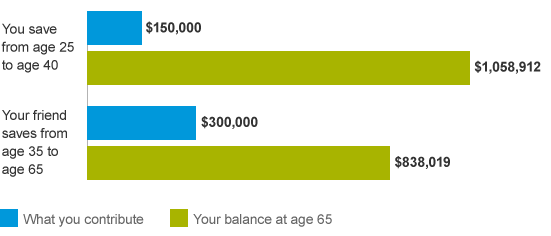 You save
from age 25
to age 40
$150,000
$1,058,912
Your friend
saves from
age 35 to
age 65
$300,000
$838,019
What you contribute
Your balance at age 65